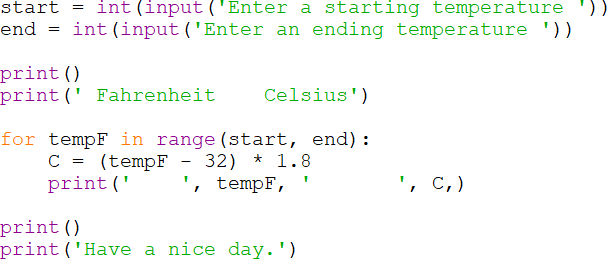 start = int(input('Enter a starting temperature '))
end = int(input('Enter an ending temperature '))

print()
print(' Fahrenheit    Celsius')

for tempF in range(start, end):
    C = (tempF - 32) * 1.8
    print('    ', tempF, '       ', C,)

print()
print('Have a nice day.')